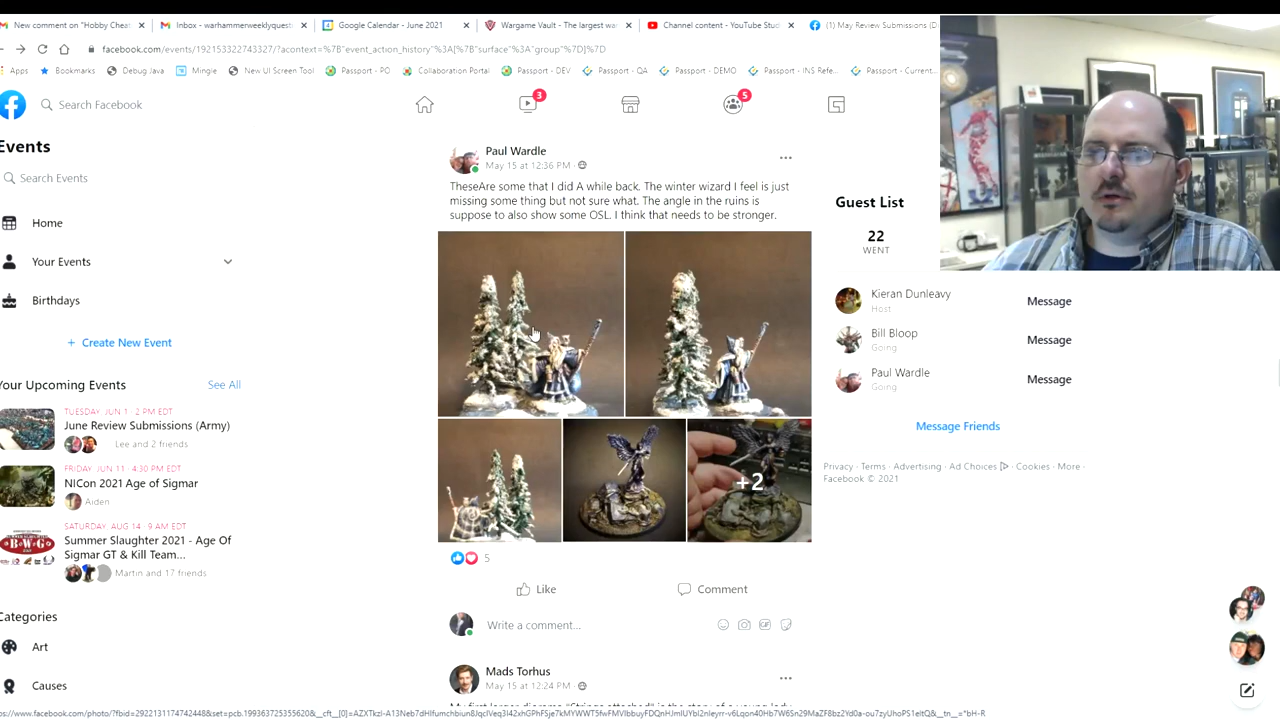 New comment on "Hobby Cheat
Inbox - warhammerweeklyquest
Google Calendar - June 2021
Wargame Vault - The largest wa
Channel content - YouTube Stud
(1) May Review Submissions (D
facebook.com/events/192153322743327/?acontext=%7B"event_action_history"%3A[%7B"surface"%3A"group"%7D]%7D
Apps
Bookmarks
Debug Java
Mingle
New UI Screen Tool
Passport - PO
Collaboration Portal
Passport - DEV
Passport - QA
Passport - DEMO
Passport - INS Refe...
Passport - Current...
Search Facebook
3
5
Events
Search Events
Home
Your Events
Birthdays
+ Create New Event
Your Upcoming Events
See All
TUESDAY, JUN 1 · 2 PM EDT
June Review Submissions (Army)
Lee and 2 friends
FRIDAY, JUN 11 · 4:30 PM EDT
NICon 2021 Age of Sigmar
Aiden
SATURDAY, AUG 14 · 9 AM EDT
Summer Slaughter 2021 - Age Of
Sigmar GT & Kill Team...
Martin and 17 friends
Categories
Art
Causes
Paul Wardle
May 15 at 12:36 PM ·
TheseAre some that I did A while back. The winter wizard I feel is just
missing some thing but not sure what. The angle in the ruins is
suppose to also show some OSL. I think that needs to be stronger.
+2
5
Like
Comment
Write a comment...
Mads Torhus
May 15 at 12:24 PM ·
Guest List
22
WENT
Kieran Dunleavy
Host
Message
Bill Bloop
Going
Message
Paul Wardle
Going
Message
Message Friends
Privacy · Terms · Advertising · Ad Choices · Cookies · More ·
Facebook © 2021